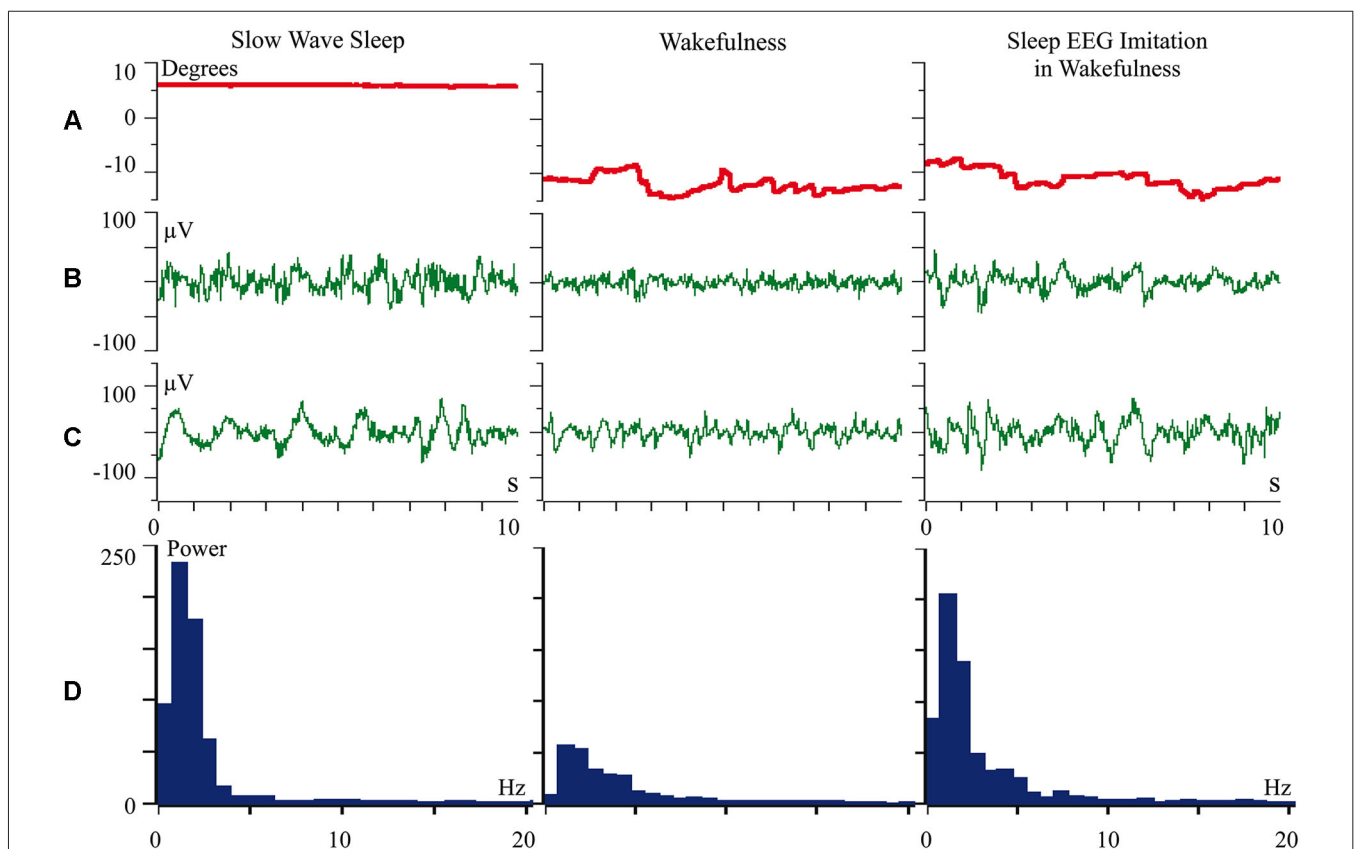 Slow Wave Sleep
Wakefulness
Sleep EEG Imitation
in Wakefulness
A
Degrees
10
0
-10
B
µV
100
-100
C
µV
100
-100
s
s
0
10
0
10
D
Power
250
0
Hz
Hz
0
10
20
0
10
20